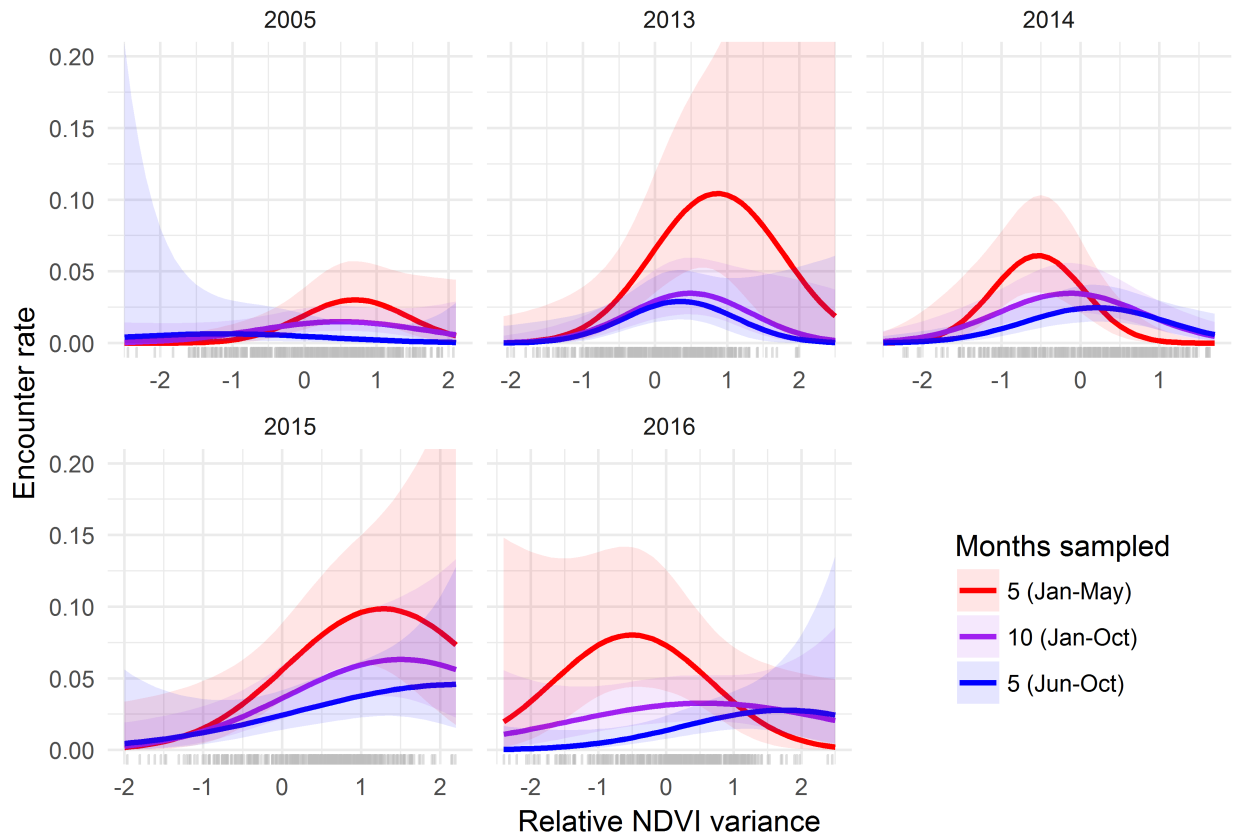 2005 2013 2014
0.20
0.15
0.10
0.05
0.00
-2 -1 0 1 2 -2 -1 0 1 2 -2 -1 0 1
Encounter rate
2015 2016
0.20
0.15
0.10
0.05
0.00
-2 -1 0 1 2 -2 -1 0 1 2
Relative NDVI variance
Months sampled
5 (Jan-May)
10 (Jan-Oct)
5 (Jun-Oct)